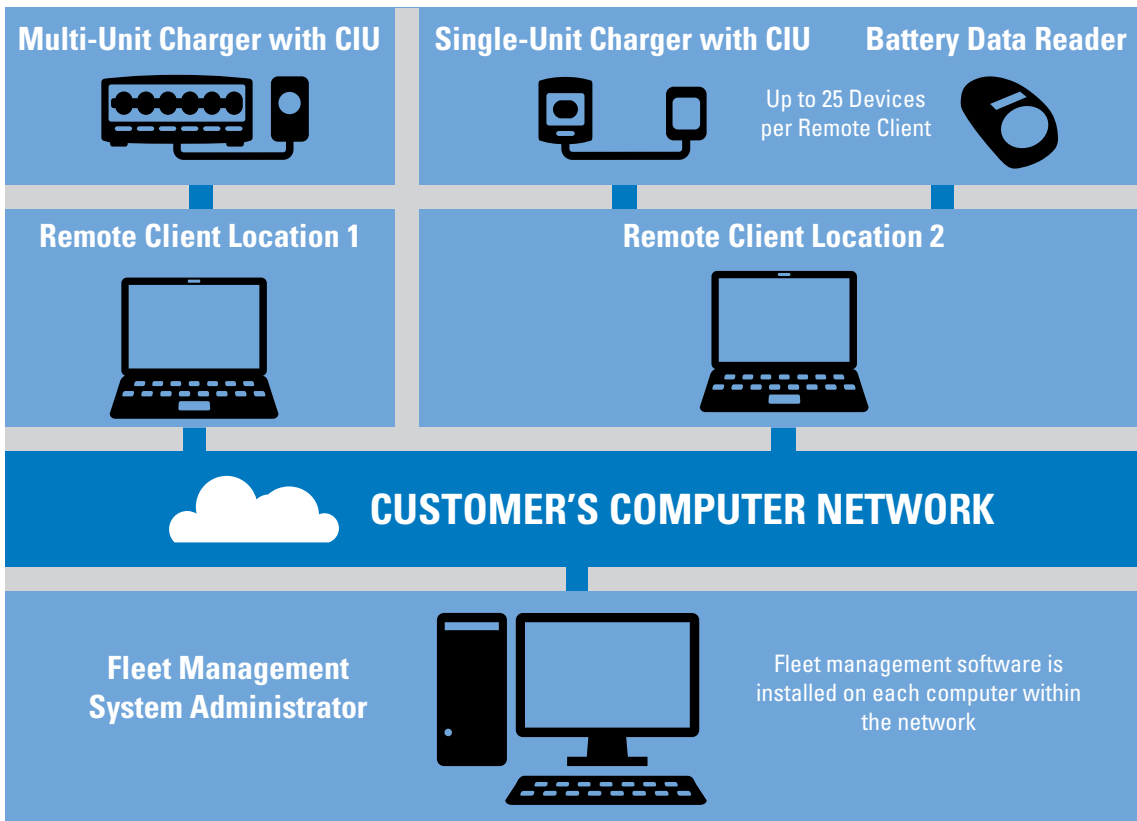 Multi-Unit Charger with CIU
Single-Unit Charger with CIU
Battery Data Reader
Up to 25 Devices
per Remote Client
Remote Client Location 1
Remote Client Location 2
CUSTOMER'S COMPUTER NETWORK
Fleet Management
System Administrator
Fleet management software is
installed on each computer within
the network